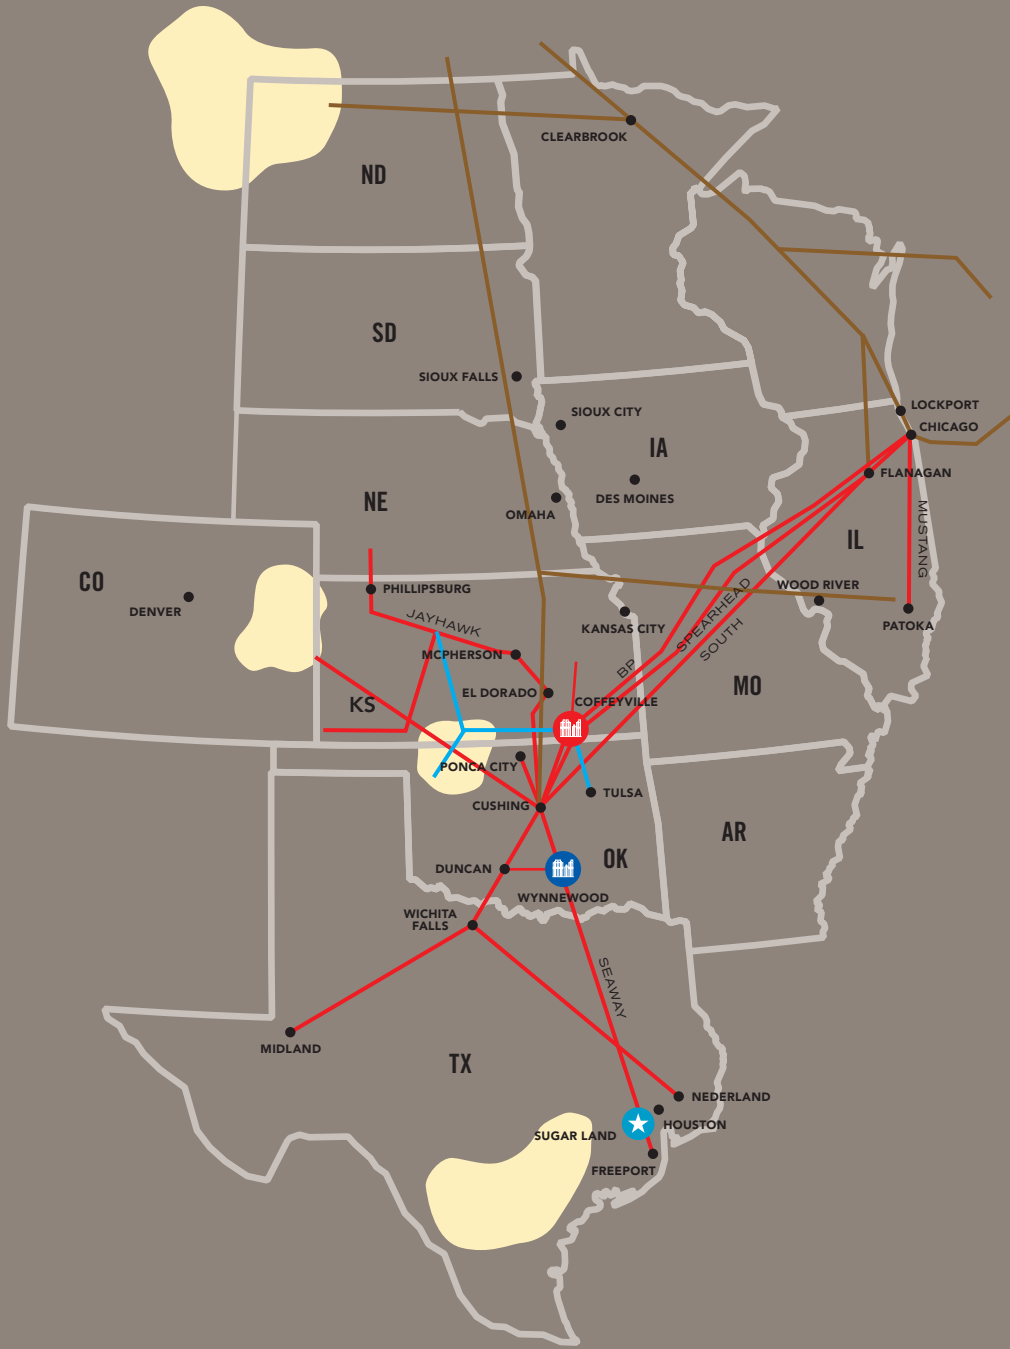 CLEARBROOK
ND
SD
SIOUX FALLS
SIOUX CITY
LOCKPORT
CHICAGO
IA
FLANAGAN
DES MOINES
NE
OMAHA
MUSTANG
IL
CO
WOOD RIVER
PHILLIPSBURG
DENVER
JAYHAWK
KANSAS CITY
SPEARHEAD
SOUTH
PATOKA
MCPHERSON
BP
MO
EL DORADO
KS
COFFEYVILLE
PONCA CITY
TULSA
CUSHING
AR
OK
DUNCAN
WYNNEWOOD
WICHITA
FALLS
SEAWAY
MIDLAND
TX
NEDERLAND
HOUSTON
SUGAR LAND
FREEPORT